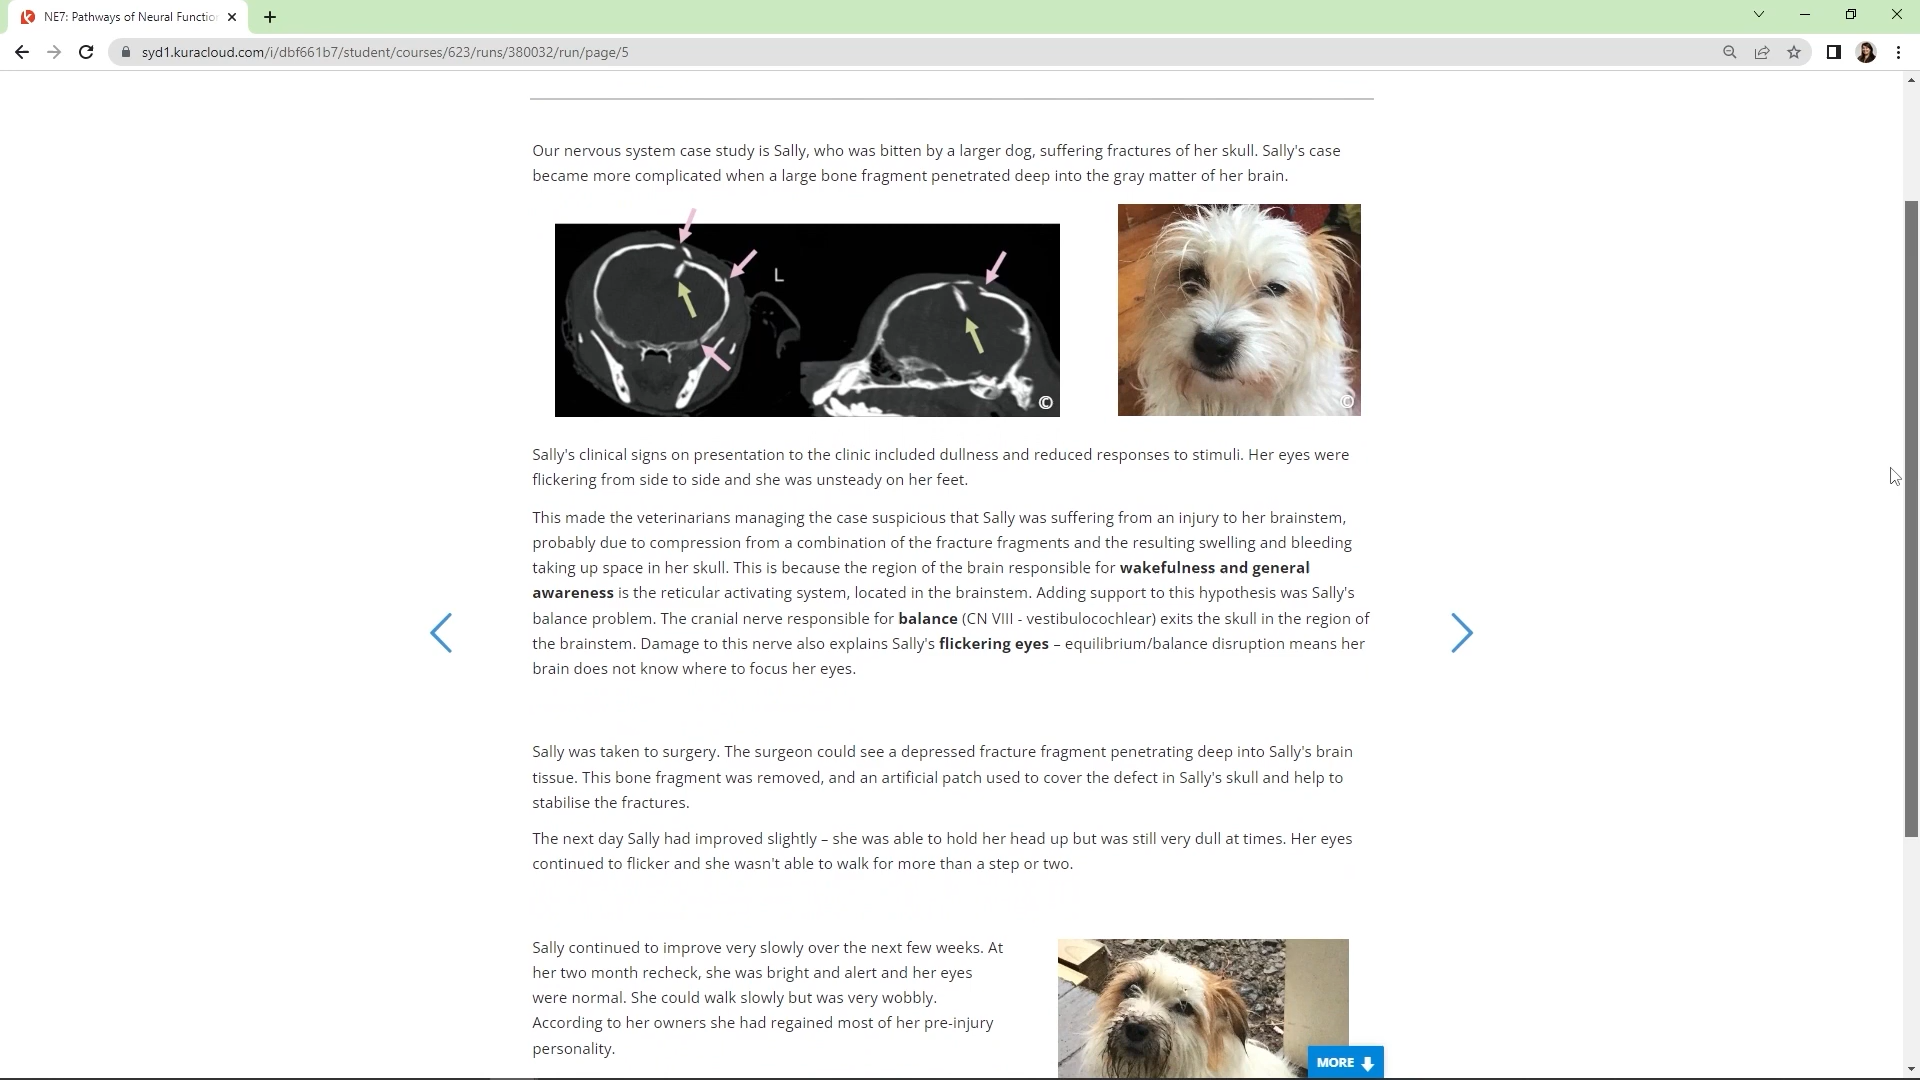 NE7: Pathways of Neural Functio
syd1.kuracloud.com/i/dbf661b7/student/courses/623/runs/380032/run/page/5
Our nervous system case study is Sally, who was bitten by a larger dog, suffering fractures of her skull. Sally's case
became more complicated when a large bone fragment penetrated deep into the gray matter of her brain.
L
©
©
Sally's clinical signs on presentation to the clinic included dullness and reduced responses to stimuli. Her eyes were
flickering from side to side and she was unsteady on her feet.
This made the veterinarians managing the case suspicious that Sally was suffering from an injury to her brainstem,
probably due to compression from a combination of the fracture fragments and the resulting swelling and bleeding
taking up space in her skull. This is because the region of the brain responsible for wakefulness and general
awareness is the reticular activating system, located in the brainstem. Adding support to this hypothesis was Sally's
balance problem. The cranial nerve responsible for balance (CN VIII - vestibulocochlear) exits the skull in the region of
the brainstem. Damage to this nerve also explains Sally's flickering eyes – equilibrium/balance disruption means her
brain does not know where to focus her eyes.
Sally was taken to surgery. The surgeon could see a depressed fracture fragment penetrating deep into Sally's brain
tissue. This bone fragment was removed, and an artificial patch used to cover the defect in Sally's skull and help to
stabilise the fractures.
The next day Sally had improved slightly – she was able to hold her head up but was still very dull at times. Her eyes
continued to flicker and she wasn't able to walk for more than a step or two.
Sally continued to improve very slowly over the next few weeks. At
her two month recheck, she was bright and alert and her eyes
were normal. She could walk slowly but was very wobbly.
According to her owners she had regained most of her pre-injury
personality.
MORE